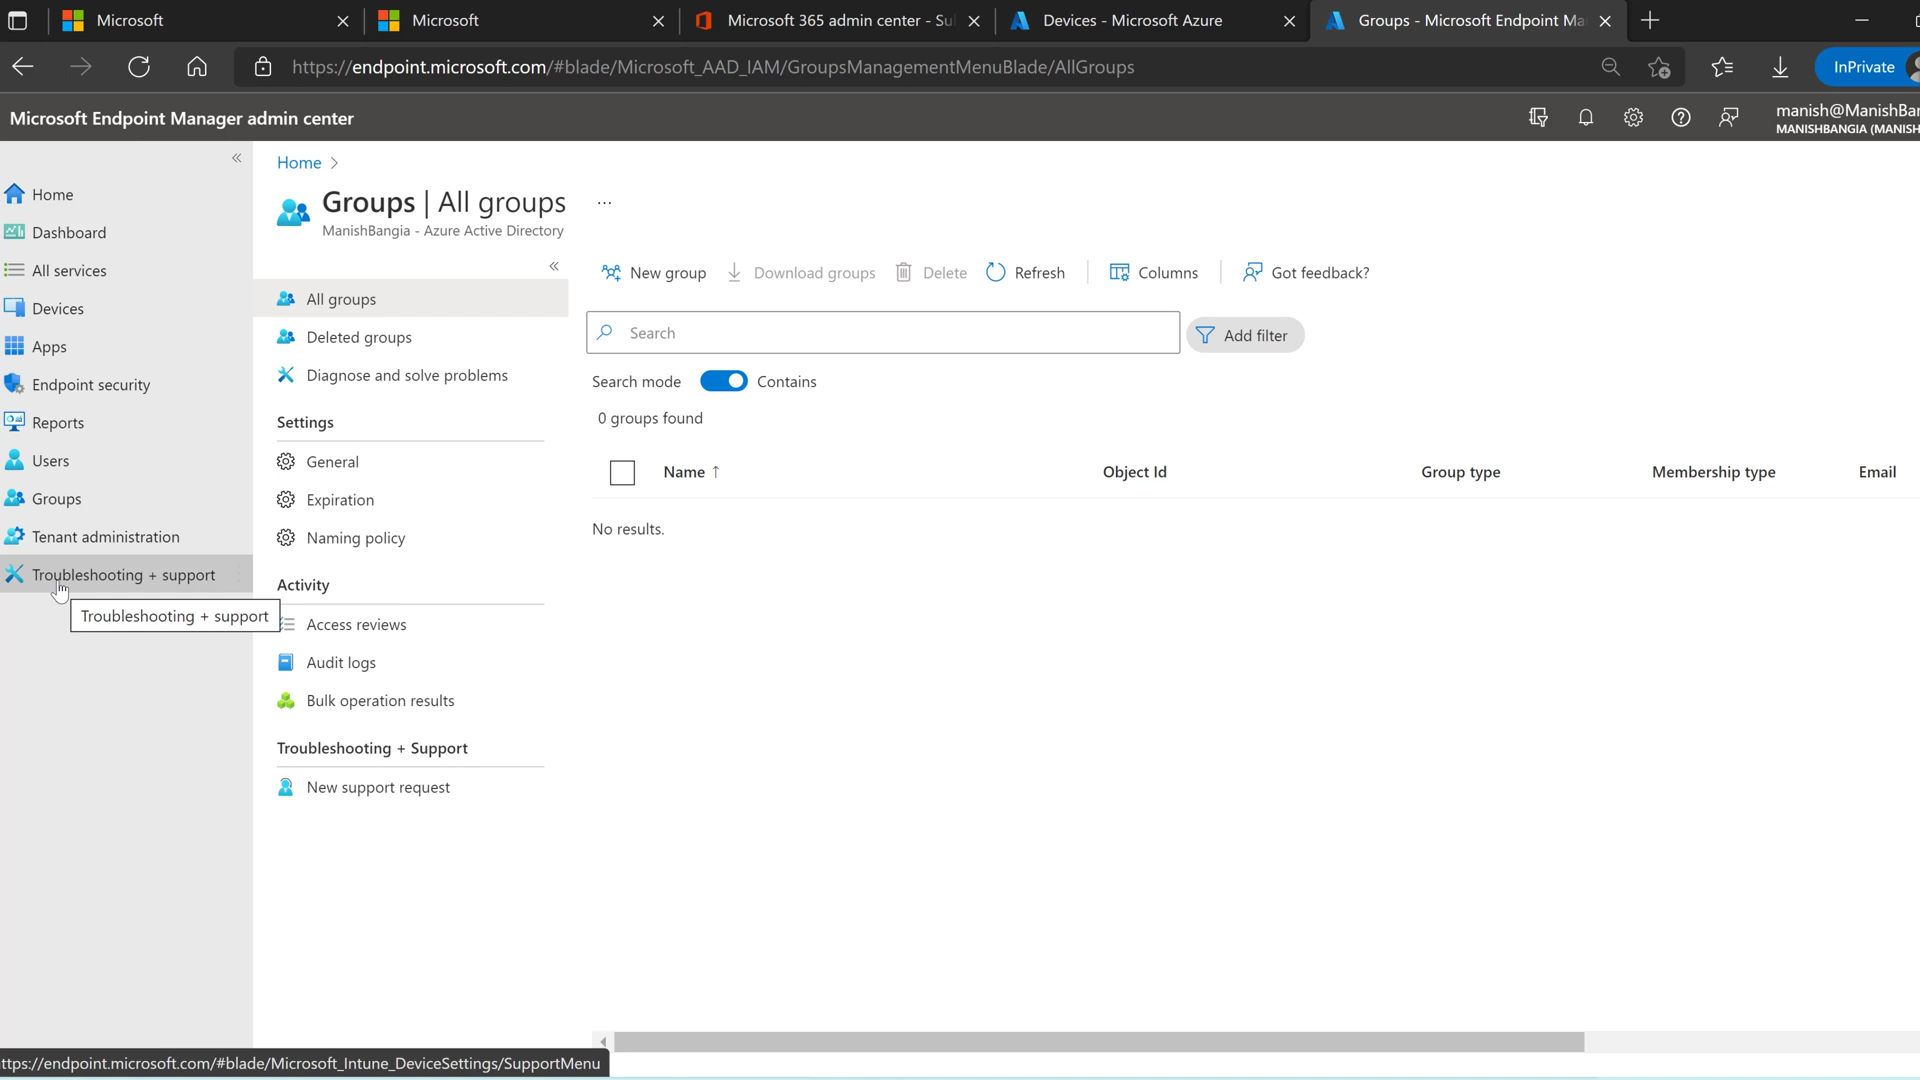 Microsoft
Microsoft
Microsoft 365 admin center - Su
Devices - Microsoft Azure
Groups - Microsoft Endpoint Ma
https://endpoint.microsoft.com/#blade/Microsoft_AAD_IAM/GroupsManagementMenuBlade/AllGroups
InPrivate
Microsoft Endpoint Manager admin center
manish@ManishBan
MANISHBANGIA (MANISH
Home
Dashboard
All services
Devices
Apps
Endpoint security
Reports
Users
Groups
Tenant administration
Troubleshooting + support
Troubleshooting + support
Home >
Groups | All groups ...
ManishBangia - Azure Active Directory
All groups
Deleted groups
Diagnose and solve problems
Settings
General
Expiration
Naming policy
Activity
Access reviews
Audit logs
Bulk operation results
Troubleshooting + Support
New support request
New group
Download groups
Delete
Refresh
Columns
Got feedback?
Search
Add filter
Search mode Contains
0 groups found
Name ↑ Object Id Group type Membership type Email
No results.
ttps://endpoint.microsoft.com/#blade/Microsoft_Intune_DeviceSettings/SupportMenu